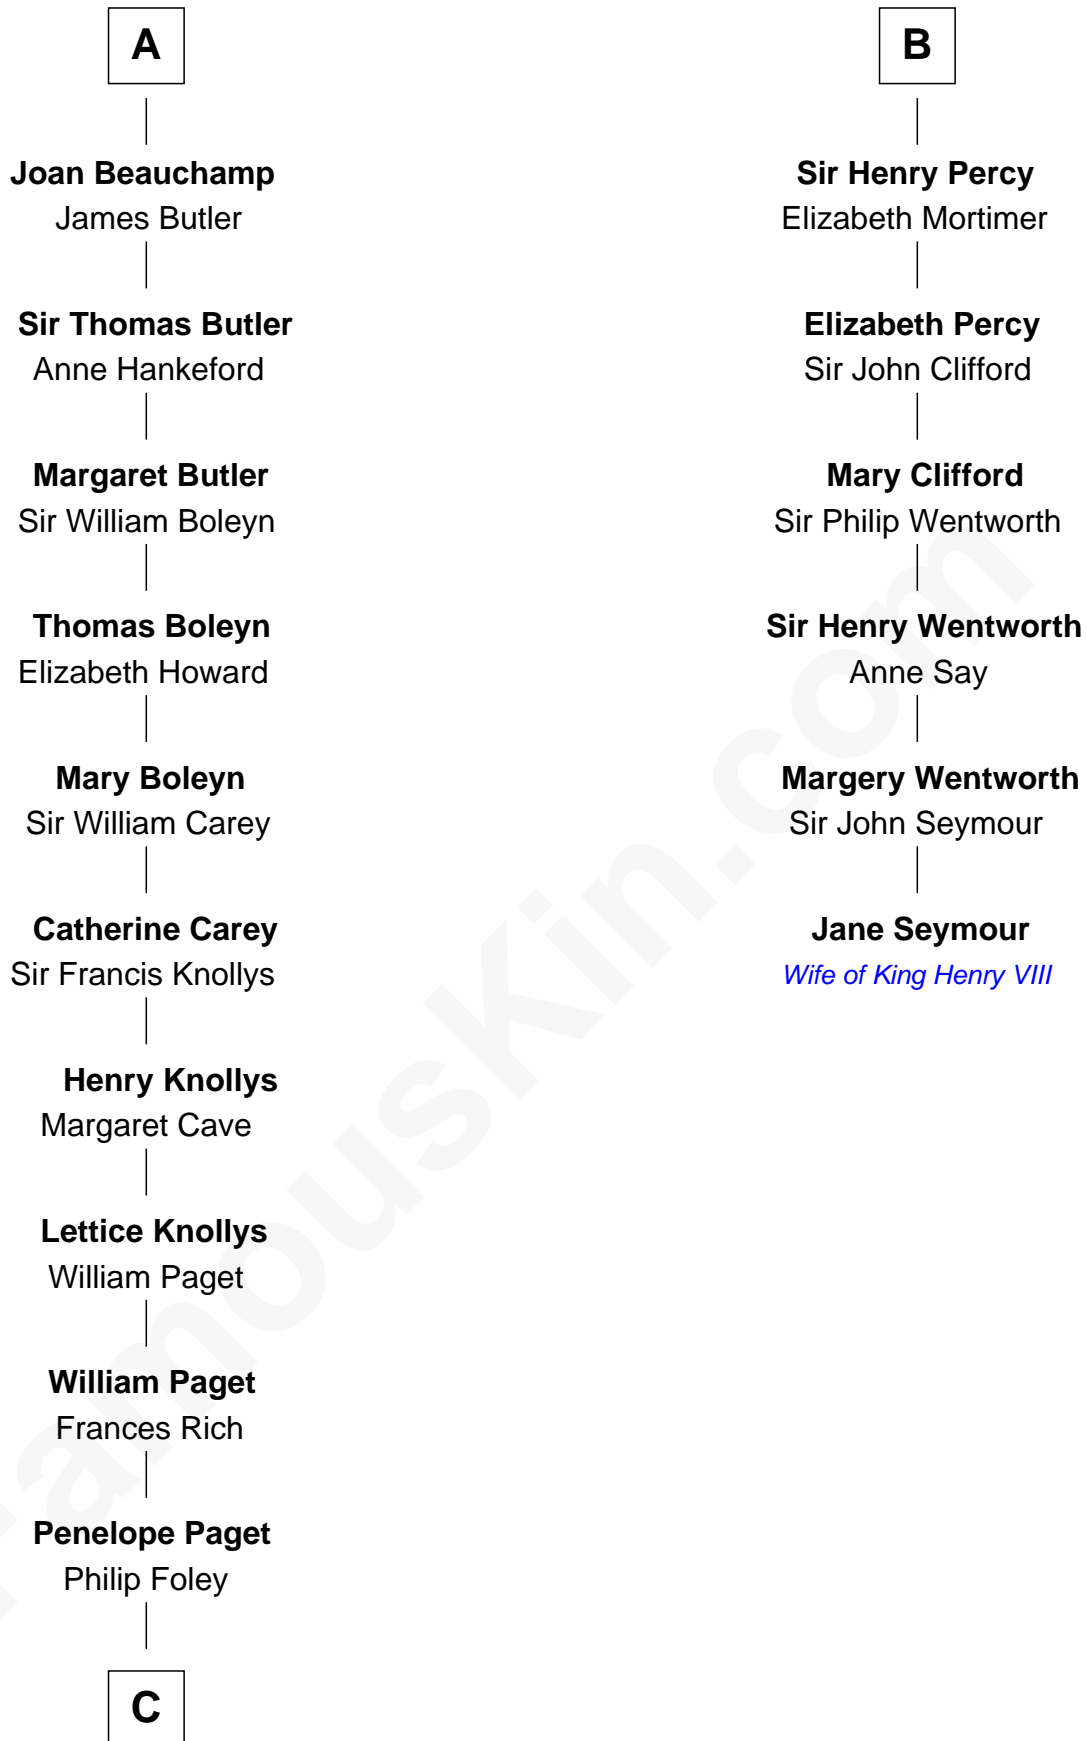 A
Joan Beauchamp
James Butler
Sir Thomas Butler
Anne Hankeford
Margaret Butler
Sir William Boleyn
Thomas Boleyn
Elizabeth Howard
Mary Boleyn
Sir William Carey
Catherine Carey
Sir Francis Knollys
Henry Knollys
Margaret Cave
Lettice Knollys
William Paget
William Paget
Frances Rich
Penelope Paget
Philip Foley
C
B
Sir Henry Percy
Elizabeth Mortimer
Elizabeth Percy
Sir John Clifford
Mary Clifford
Sir Philip Wentworth
Sir Henry Wentworth
Anne Say
Margery Wentworth
Sir John Seymour
Jane Seymour
Wife of King Henry VIII
FamousKin.com